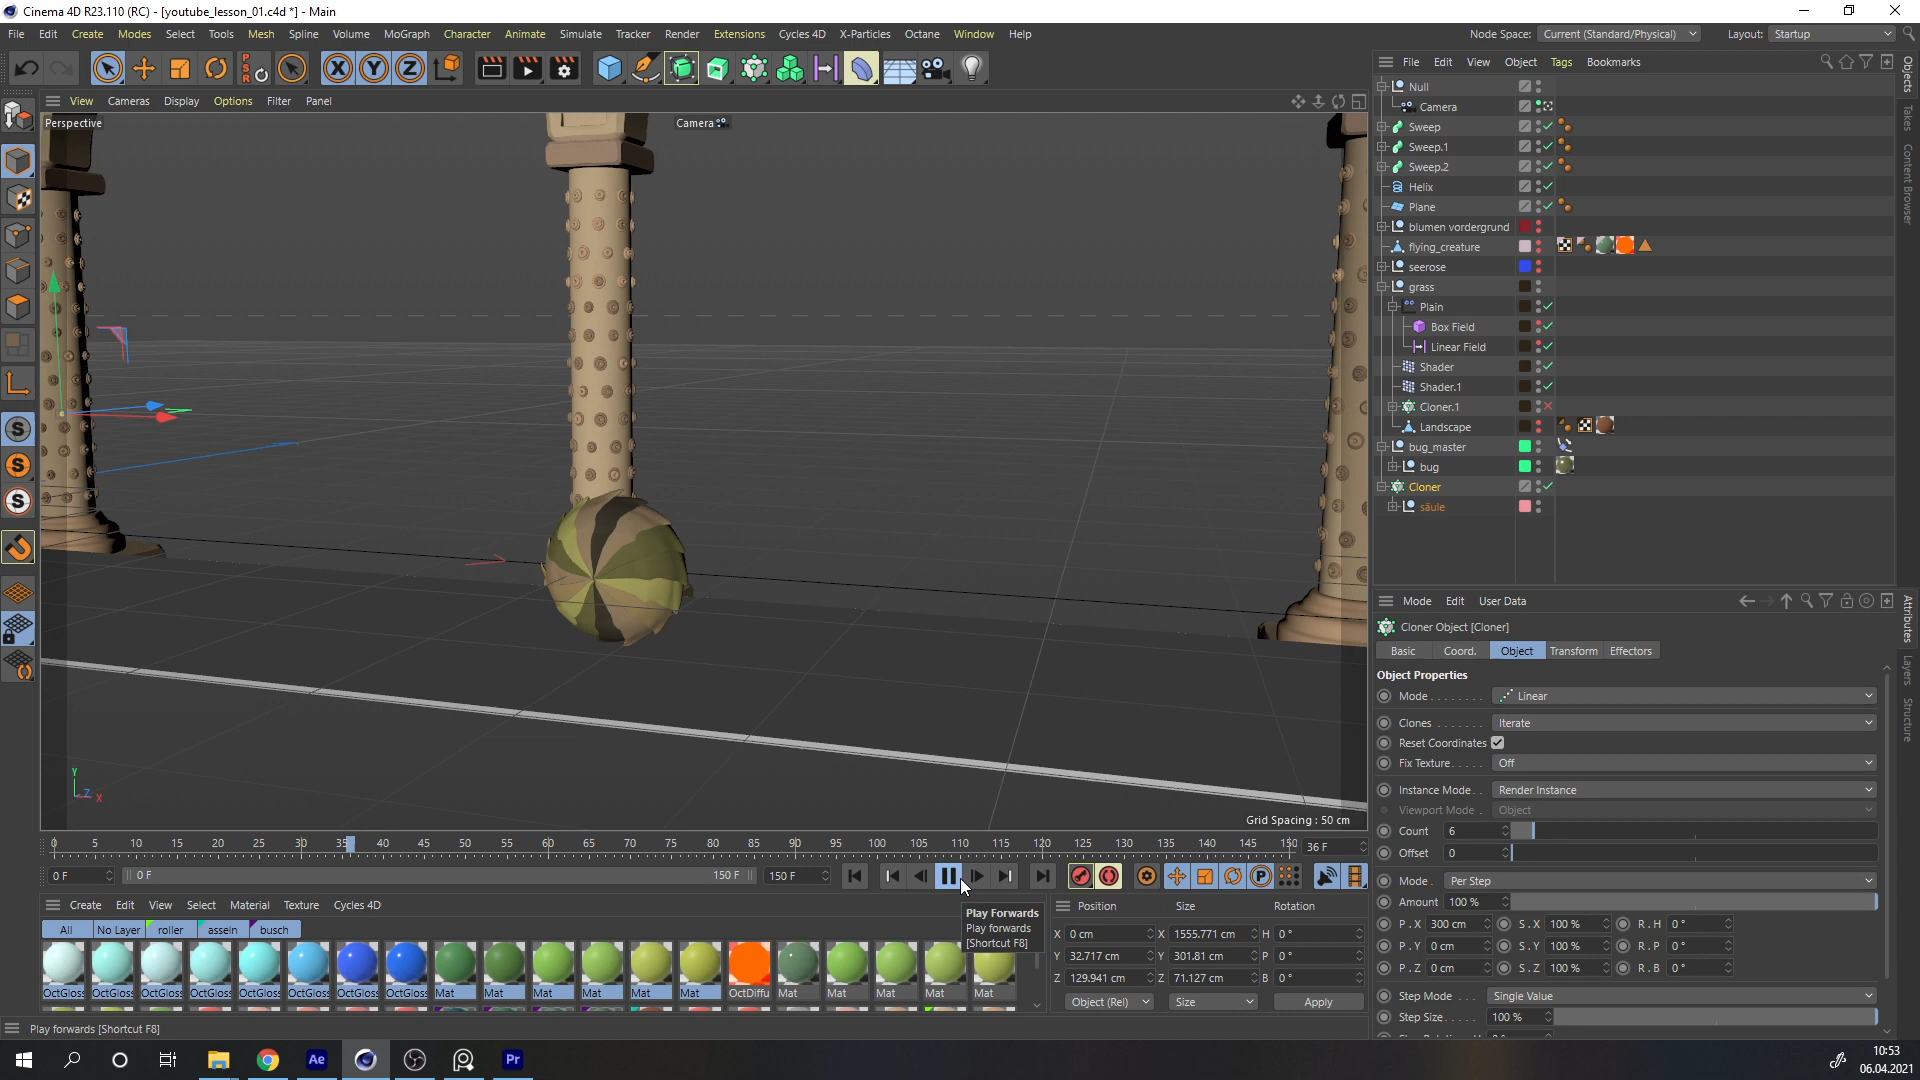 Cinema 4D R23.110 (RC) - [youtube_lesson_01.c4d *] - Main
File Edit Create Modes Select Tools Mesh Spline Volume MoGraph Character Animate Simulate Tracker Render Extensions Cycles 4D X-Particles Octane Window Help Node Space: Current (Standard/Physical) Layout: Startup
File Edit View Object Tags Bookmarks
View Cameras Display Options Filter Panel
Perspective
Camera
Null
Camera
Sweep
Sweep.1
Sweep.2
Helix
Plane
blumen vordergrund
flying_creature
seerose
grass
Plain
Box Field
Linear Field
Shader
Shader.1
Cloner.1
Landscape
bug_master
bug
Cloner
säule
Objects
Takes
Content Browser
Mode Edit User Data
Cloner Object [Cloner]
Basic Coord. Object Transform Effectors
Object Properties
Mode . . . . . . . . Linear
Clones . . . . . . . Iterate
Reset Coordinates
Fix Texture. . . . . Off
Instance Mode. . Render Instance
Viewport Mode . Object
Count 6
Offset 0
Mode . Per Step
Amount 100 %
P . X 300 cm S . X 100 % R . H 0 °
P . Y 0 cm S . Y 100 % R . P 0 °
P . Z 0 cm S . Z 100 % R . B 0 °
Step Mode . . . Single Value
Step Size. . . . . 100 %
Attributes
Layers
Structure
Y
Z X
Grid Spacing : 50 cm
0 5 10 15 20 25 30 35 40 45 50 55 60 65 70 75 80 85 90 95 100 105 110 115 120 125 130 135 140 145 150 36 F
0 F 0 F 150 F 150 F
Create Edit View Select Material Texture Cycles 4D
All No Layer roller asseln busch
OctGloss OctGloss OctGloss OctGloss OctGloss OctGloss OctGloss OctGloss Mat Mat Mat Mat Mat Mat OctDiffu Mat Mat Mat Mat Mat
Play Forwards
Play forwards
[Shortcut F8]
Position Size Rotation
X 0 cm X 1555.771 cm H 0 °
Y 32.717 cm Y 301.81 cm P 0 °
Z 129.941 cm Z 71.127 cm B 0 °
Object (Rel) Size Apply
Play forwards [Shortcut F8]
PSR
X Y Z
S
S
S
P
Ae
Pr
10:53
06.04.2021